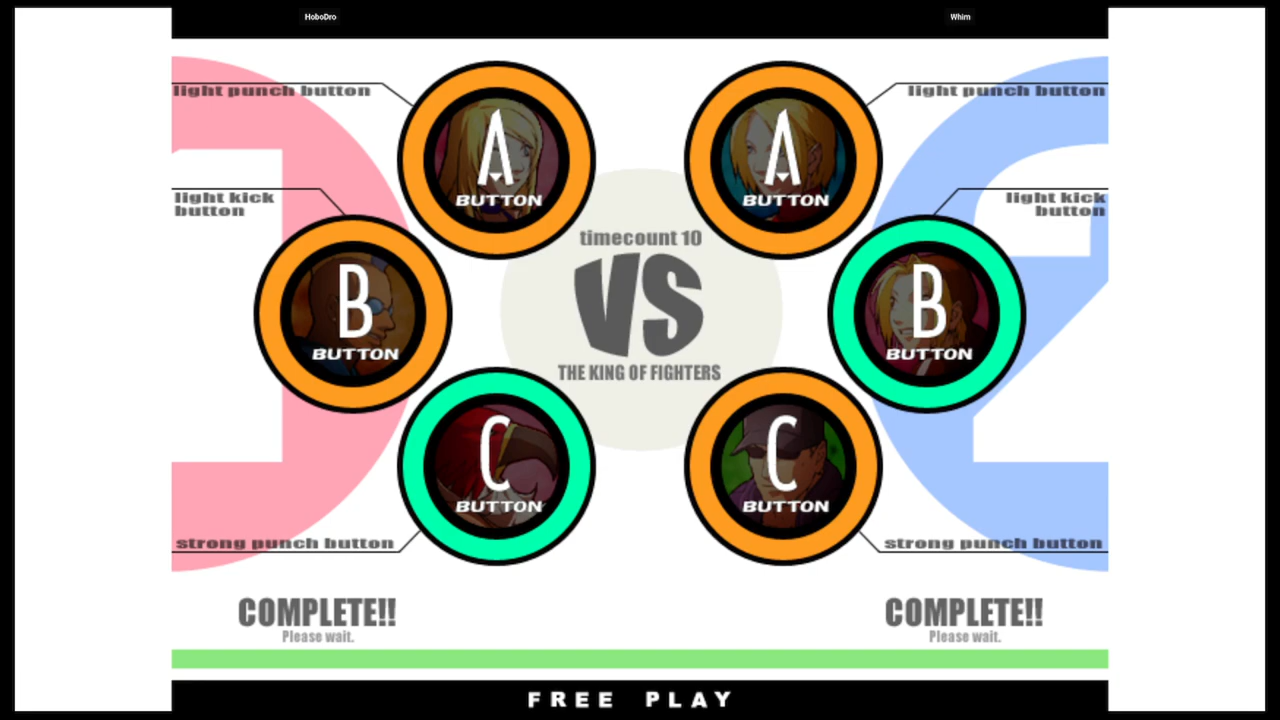 HoboDro
Whim
light punch button
A
BUTTON
A
BUTTON
light punch button
light kick
button
B
BUTTON
timecount 10
VS
THE KING OF FIGHTERS
light kick
button
B
BUTTON
1
2
C
BUTTON
C
BUTTON
strong punch button
strong punch button
COMPLETE!!
Please wait.
COMPLETE!!
Please wait.
FREE PLAY